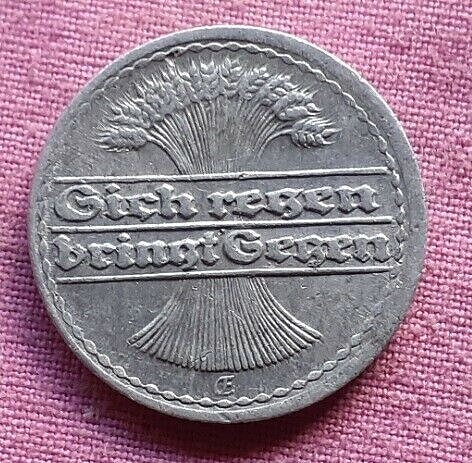 Sich regen
bringt Segen
E